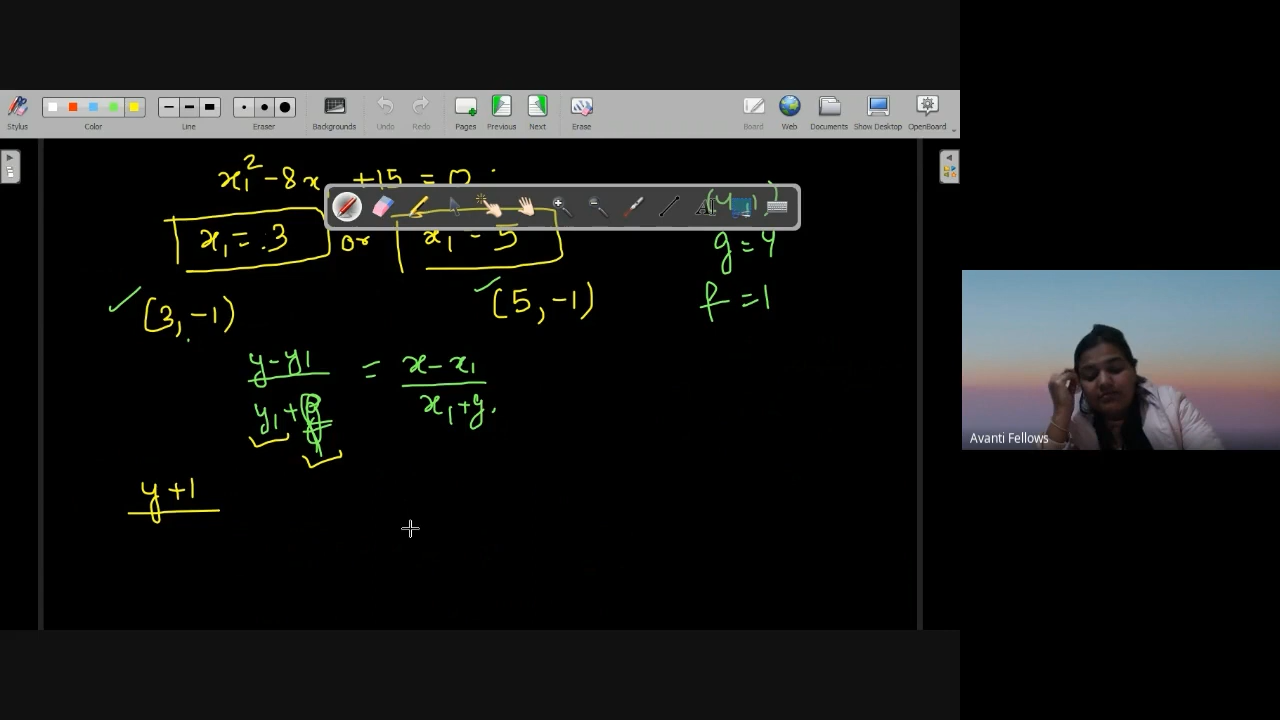 Stylus Color Line Eraser Backgrounds Undo Redo Pages Previous Next Erase Board Web Documents Show Desktop OpenBoard
x₁² - 8x + 15 = 0
x₁ = 3 or x₁ = 5
g = 4
(3, -1) (5, -1) f = 1
y - y₁ = x - x₁
y₁ + f x₁ + g
y + 1
Avanti Fellows